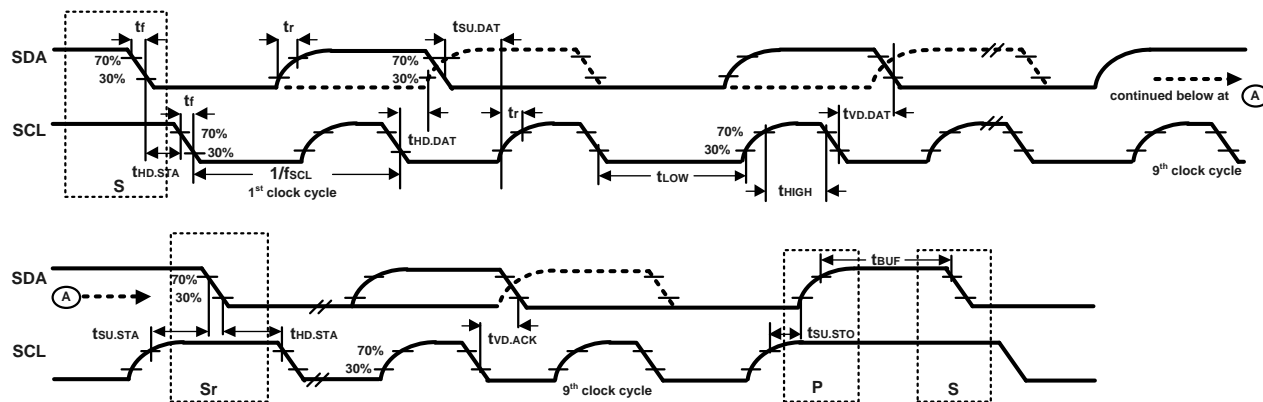 tf
tr
tSU.DAT
SDA
70%
30%
70%
30%
continued below at A
tf
tr
tHD.DAT
tVD.DAT
SCL
70%
30%
70%
30%
tHD.STA
1/fSCL
1st clock cycle
tLOW
tHIGH
9th clock cycle
S
SDA
70%
30%
A
tBUF
tSU.STA
tHD.STA
tVD.ACK
tSU.STO
SCL
70%
30%
9th clock cycle
Sr
P
S